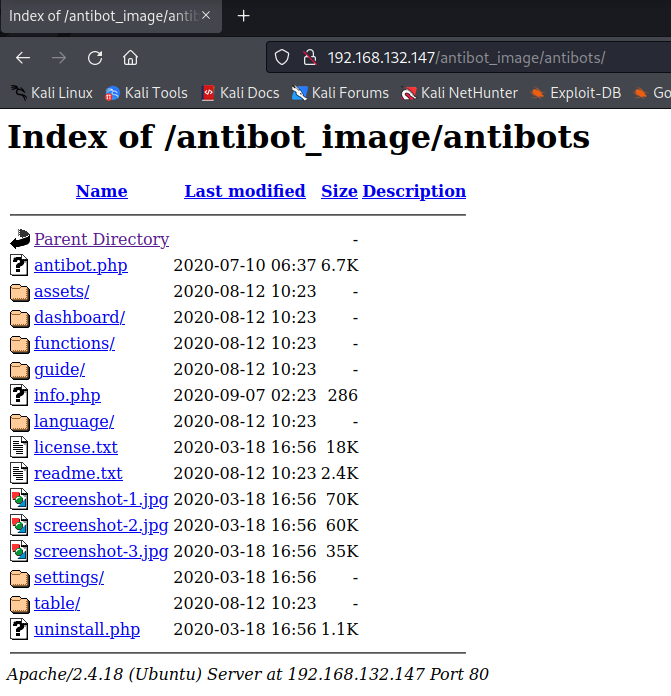 Index of /antibot_image/anti
192.168.132.147/antibot_image/antibots/
Kali Linux Kali Tools Kali Docs Kali Forums Kali NetHunter Exploit-DB Go
Index of /antibot_image/antibots
Name Last modified Size Description
Parent Directory -
antibot.php 2020-07-10 06:37 6.7K
assets/ 2020-08-12 10:23 -
dashboard/ 2020-08-12 10:23 -
functions/ 2020-08-12 10:23 -
guide/ 2020-08-12 10:23 -
info.php 2020-09-07 02:23 286
language/ 2020-08-12 10:23 -
license.txt 2020-03-18 16:56 18K
readme.txt 2020-08-12 10:23 2.4K
screenshot-1.jpg 2020-03-18 16:56 70K
screenshot-2.jpg 2020-03-18 16:56 60K
screenshot-3.jpg 2020-03-18 16:56 35K
settings/ 2020-03-18 16:56 -
table/ 2020-08-12 10:23 -
uninstall.php 2020-03-18 16:56 1.1K
Apache/2.4.18 (Ubuntu) Server at 192.168.132.147 Port 80